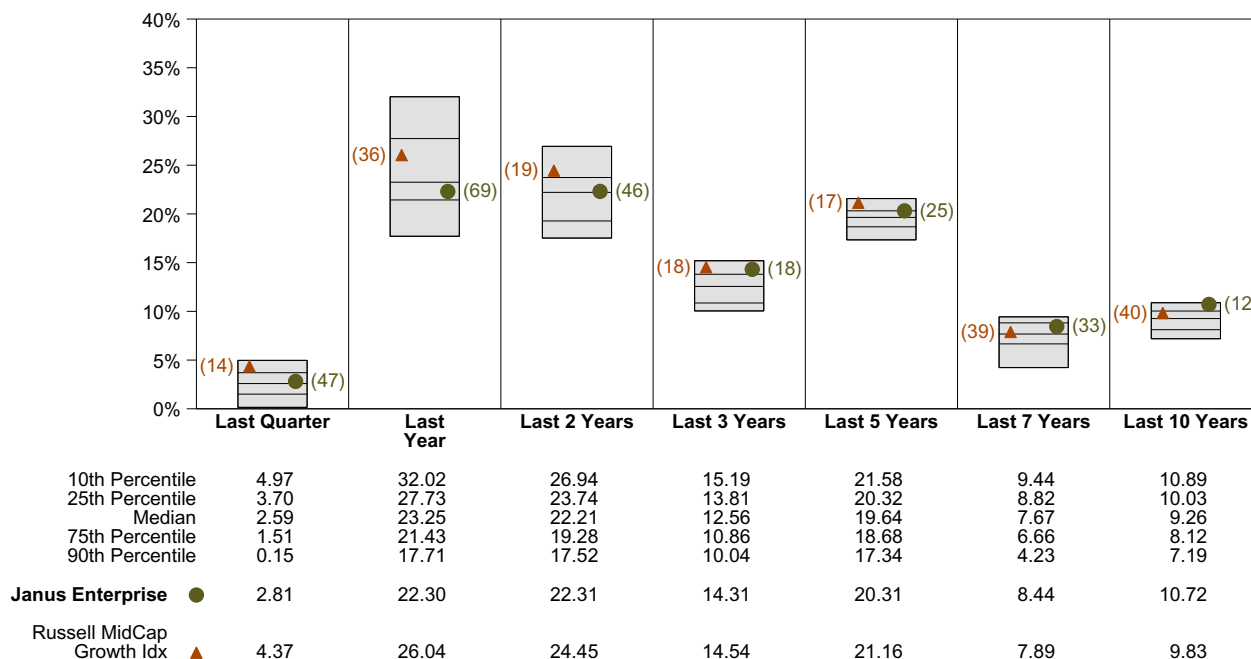 40%
35%
30%
25%
20%
15%
10%
5%
0%
(14)
(47)
(36)
(69)
(19)
(46)
(18)
(18)
(17)
(25)
(39)
(33)
(40)
(12
Last Quarter Last Year Last 2 Years Last 3 Years Last 5 Years Last 7 Years Last 10 Years
10th Percentile 4.97 32.02 26.94 15.19 21.58 9.44 10.89
25th Percentile 3.70 27.73 23.74 13.81 20.32 8.82 10.03
Median 2.59 23.25 22.21 12.56 19.64 7.67 9.26
75th Percentile 1.51 21.43 19.28 10.86 18.68 6.66 8.12
90th Percentile 0.15 17.71 17.52 10.04 17.34 4.23 7.19
Janus Enterprise 2.81 22.30 22.31 14.31 20.31 8.44 10.72
Russell MidCap
Growth Idx 4.37 26.04 24.45 14.54 21.16 7.89 9.83